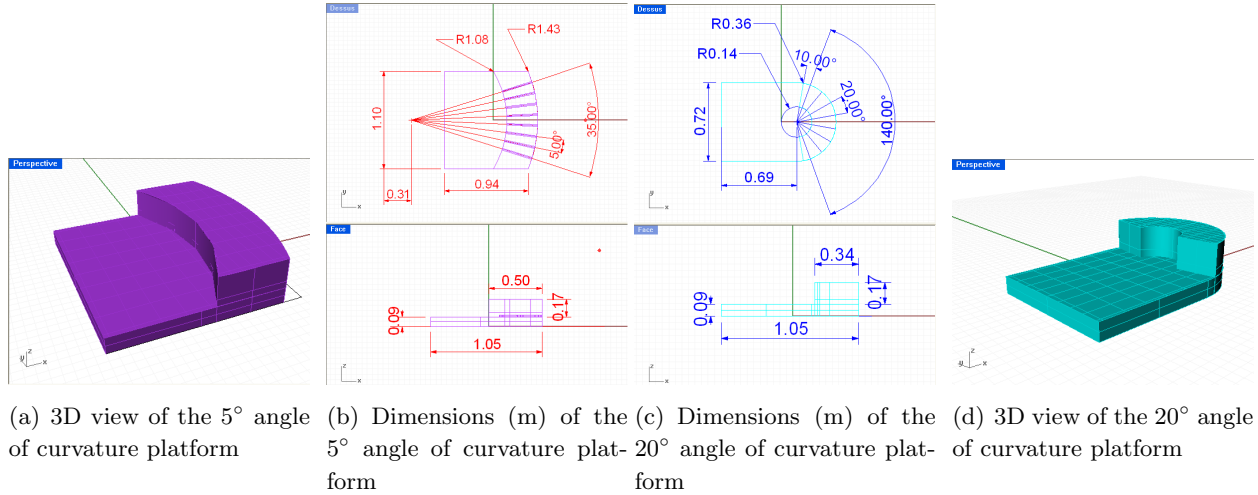 Perspective
y
z
x
Dessus
R1.08
R1.43
1.10
35.00°
5.00°
0.31
0.94
y
x
Face
0.50
0.09
0.17
1.05
z
x
Dessus
R0.36
R0.14
10.00°
20.00°
140.00°
0.72
0.69
y
x
Face
0.34
0.09
0.17
1.05
z
x
Perspective
z
y
x
(a) 3D view of the 5° angle
of curvature platform
(b) Dimensions (m) of the
5° angle of curvature plat-
form
(c) Dimensions (m) of the
20° angle of curvature plat-
form
(d) 3D view of the 20° angle
of curvature platform